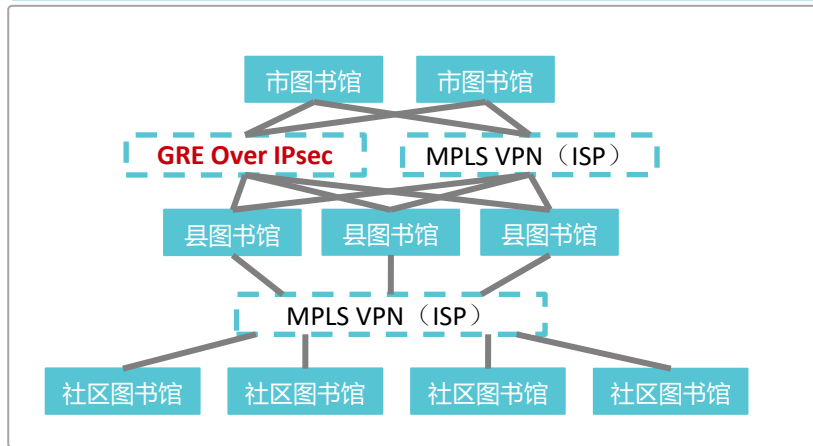 市图书馆
市图书馆
GRE Over IPsec
MPLS VPN（ISP）
县图书馆
县图书馆
县图书馆
MPLS VPN（ISP）
社区图书馆
社区图书馆
社区图书馆
社区图书馆